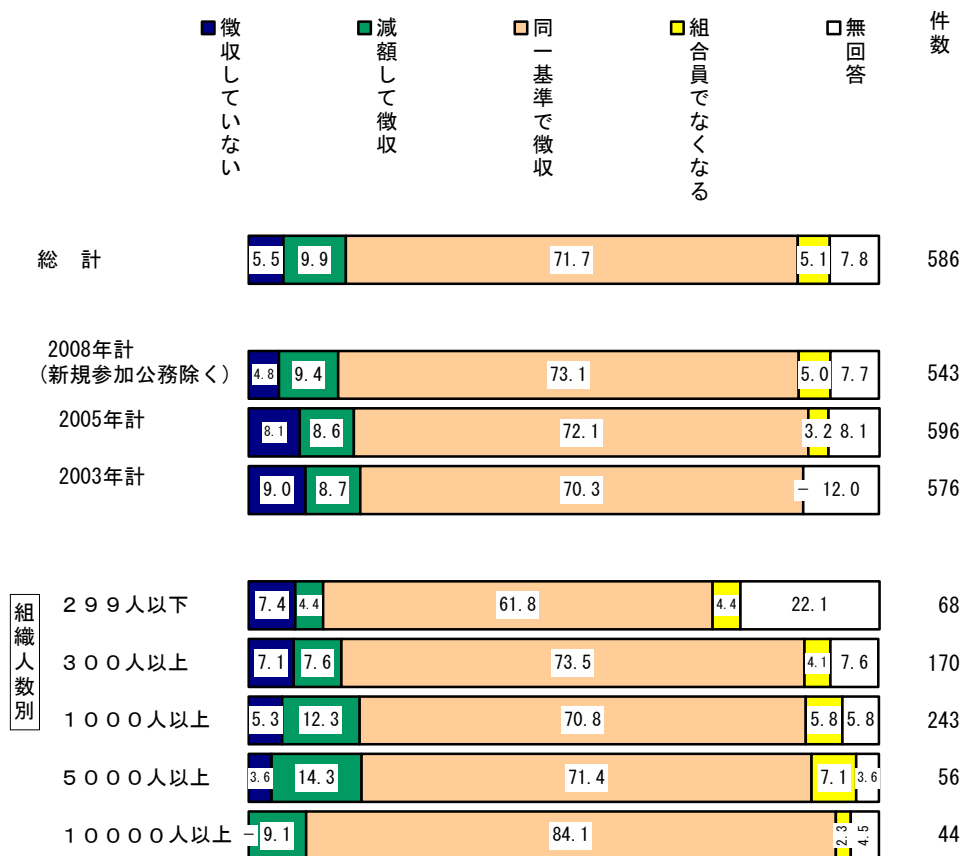 徴収していない
減額して徴収
同一基準で徴収
組合員でなくなる
無回答
件数
総　計 5.5 9.9 71.7 5.1 7.8 586
2008年計
(新規参加公務除く) 4.8 9.4 73.1 5.0 7.7 543
2005年計 8.1 8.6 72.1 3.2 8.1 596
2003年計 9.0 8.7 70.3 － 12.0 576
組織人数別
２９９人以下 7.4 4.4 61.8 4.4 22.1 68
３００人以上 7.1 7.6 73.5 4.1 7.6 170
１０００人以上 5.3 12.3 70.8 5.8 5.8 243
５０００人以上 3.6 14.3 71.4 7.1 3.6 56
１００００人以上 － 9.1 84.1 2.3 4.5 44